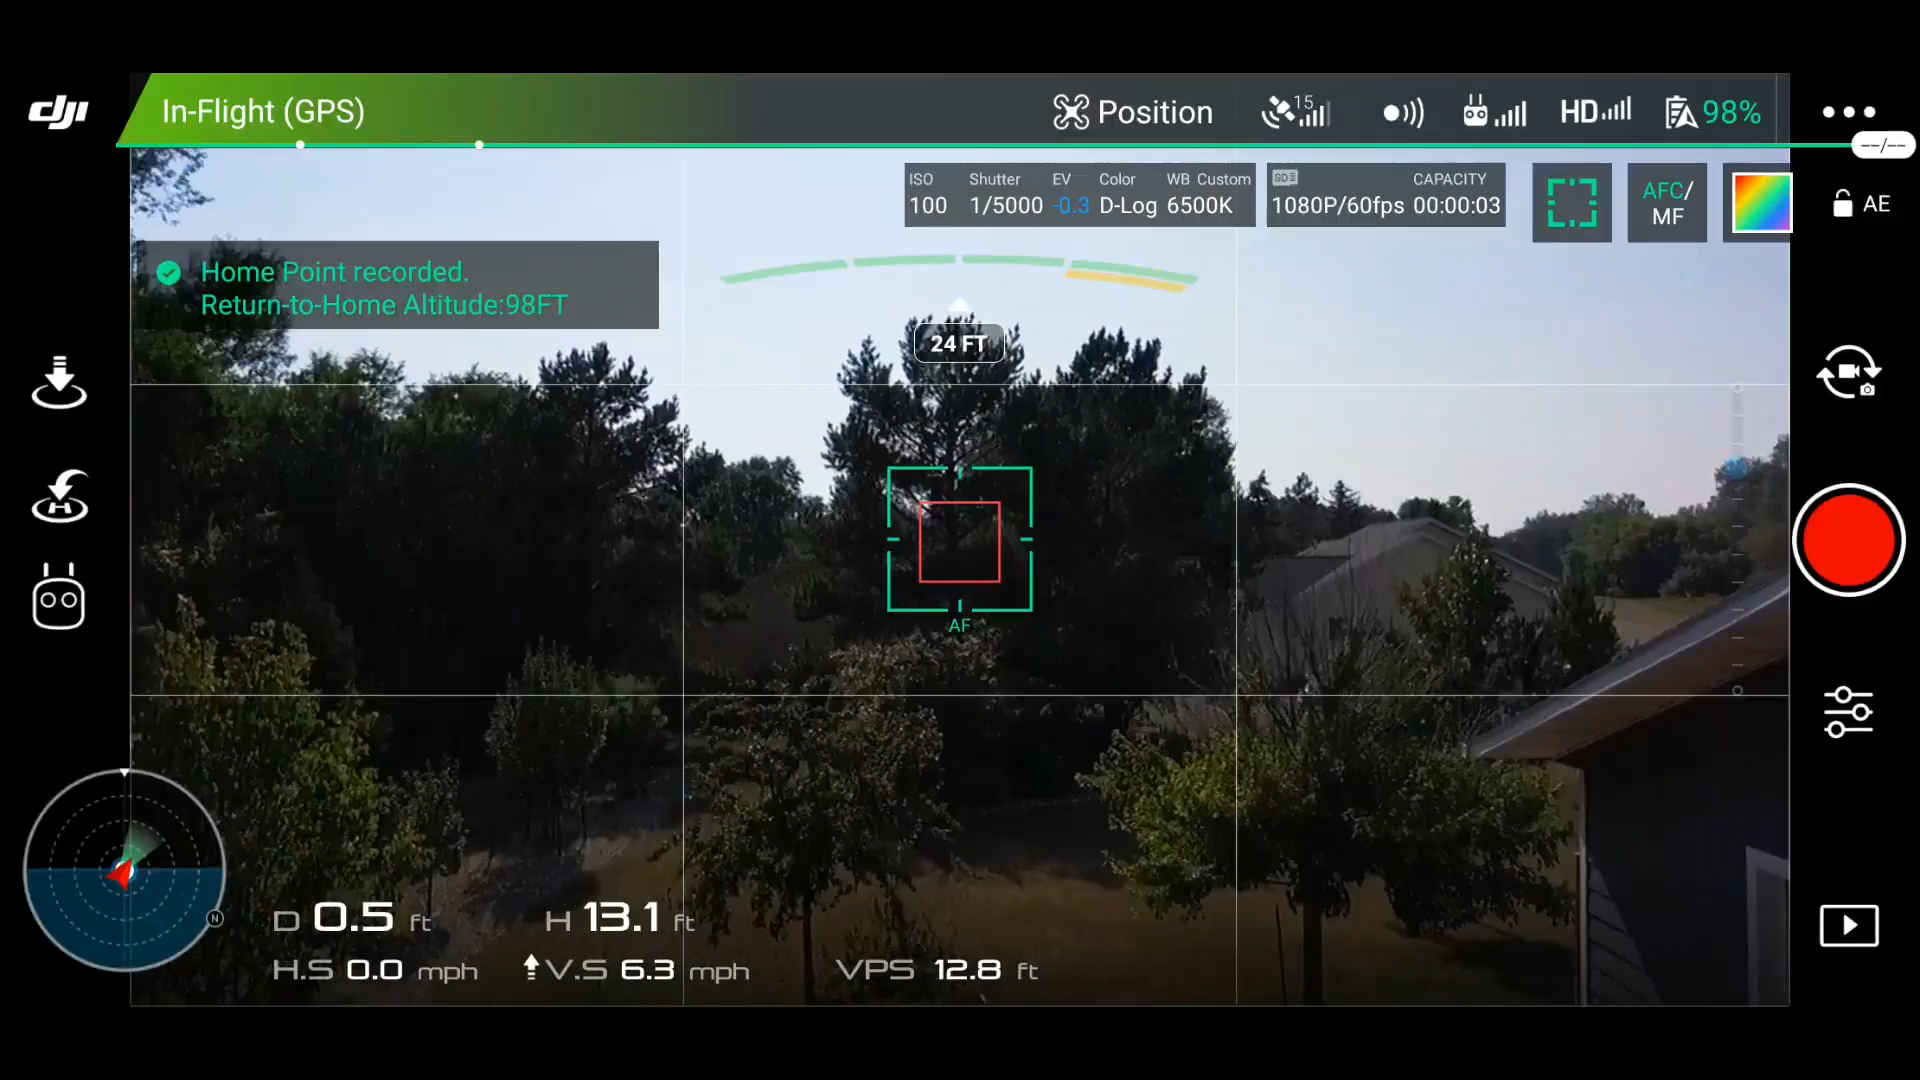 dji
In-Flight (GPS)
Position
15
HD
98%
--/--
ISO Shutter EV Color WB Custom
100 1/5000 -0.3 D-Log 6500K
SD CAPACITY
1080P/60fps 00:00:03
AFC/
MF
AE
Home Point recorded.
Return-to-Home Altitude:98FT
24 FT
AF
H
N
D 0.5 ft H 13.1 ft
H.S 0.0 mph V.S 6.3 mph VPS 12.8 ft